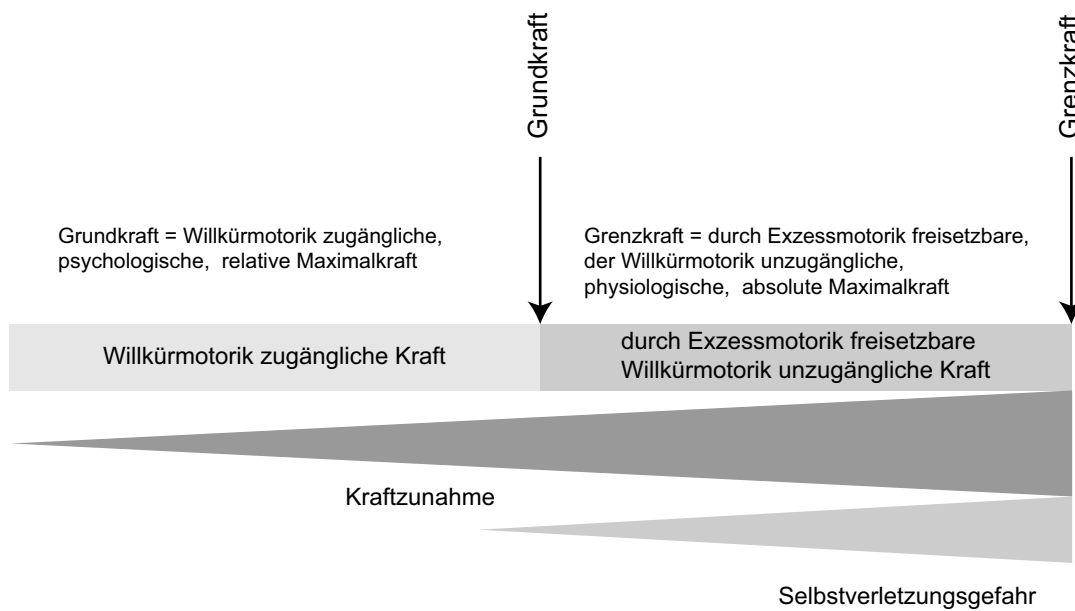 Grundkraft
Grenzkraft
Grundkraft = Willkürmotorik zugängliche,
psychologische, relative Maximalkraft
Grenzkraft = durch Exzessmotorik freisetzbare,
der Willkürmotorik unzugängliche,
physiologische, absolute Maximalkraft
Willkürmotorik zugängliche Kraft
durch Exzessmotorik freisetzbare
Willkürmotorik unzugängliche Kraft
Kraftzunahme
Selbstverletzungsgefahr